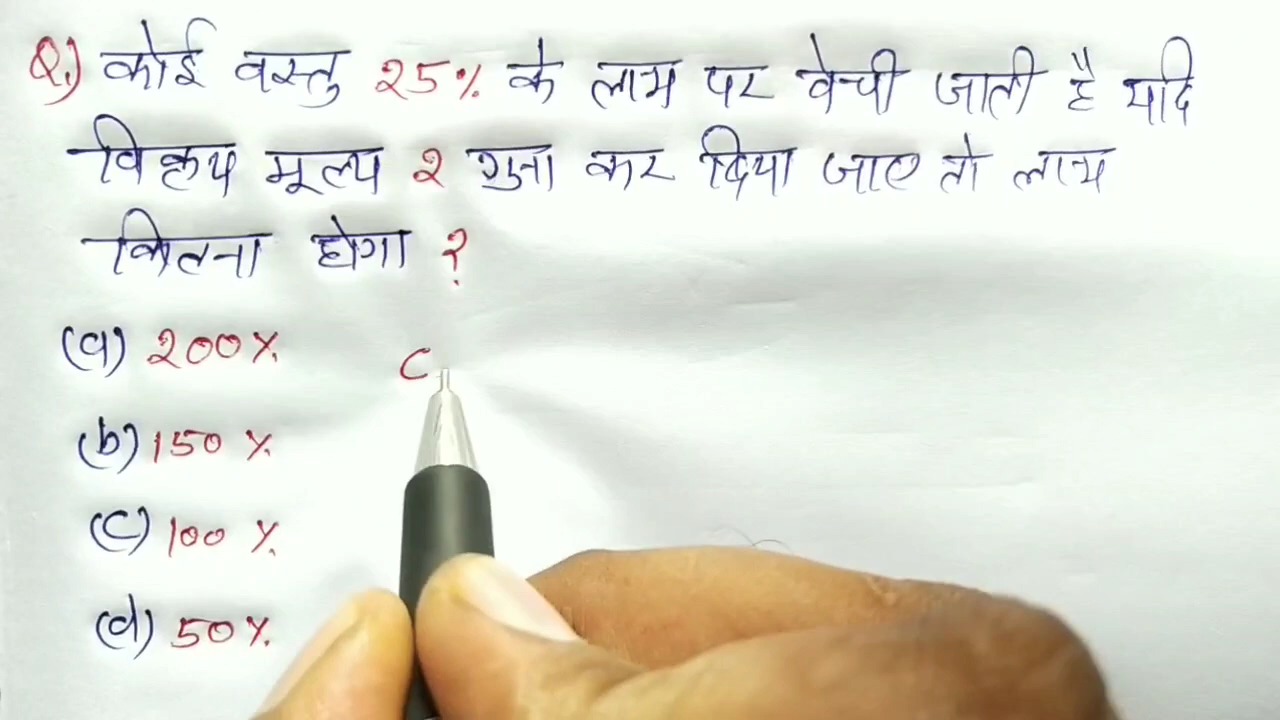 Q.) कोई वस्तु 25% के लाभ पर बेची जाती है यदि
विक्रय मूल्य 2 गुना कर दिया जाए तो लाभ
कितना होगा ?
(a) 200%
C
(b) 150%
(c) 100%
(d) 50%